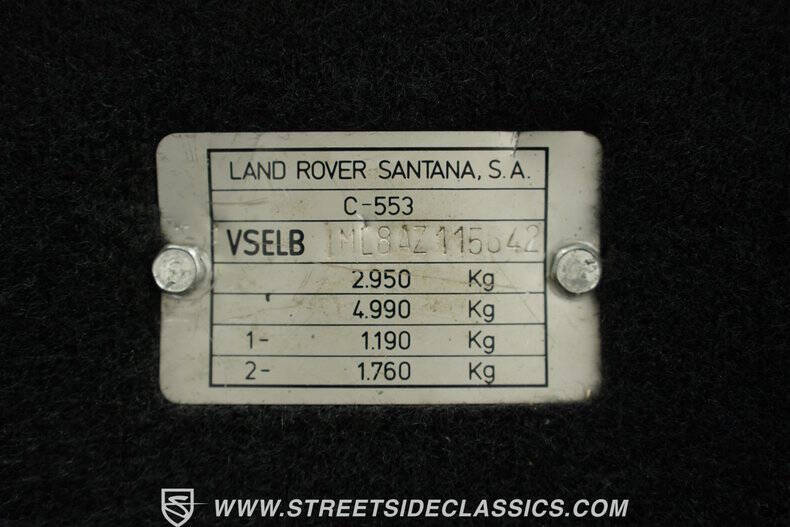 LAND ROVER SANTANA, S.A.
C-553
VSELB 1ML8AZ115642
2.950 Kg
4.990 Kg
1- 1.190 Kg
2- 1.760 Kg
WWW.STREETSIDECLASSICS.COM